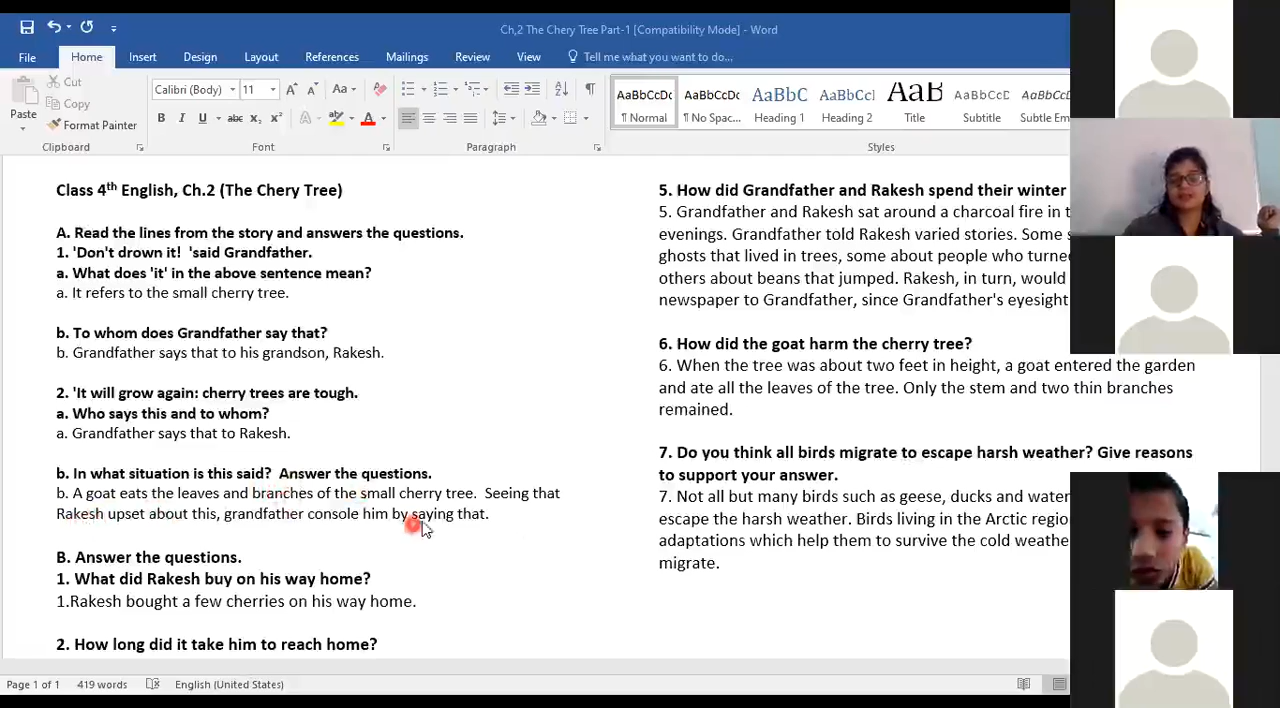 Ch,2 The Chery Tree Part-1 [Compatibility Mode] - Word
File Home Insert Design Layout References Mailings Review View Tell me what you want to do...
Cut
Copy
Paste
Format Painter
Calibri (Body) 11
AaBbCcDc AaBbCcDc AaBbC AaBbCcl AaB AaBbCcD AaBbCcD
¶ Normal ¶ No Spac... Heading 1 Heading 2 Title Subtitle Subtle Em
Clipboard Font Paragraph Styles
Class 4th English, Ch.2 (The Chery Tree)
A. Read the lines from the story and answers the questions.
1. 'Don't drown it! 'said Grandfather.
a. What does 'it' in the above sentence mean?
a. It refers to the small cherry tree.
b. To whom does Grandfather say that?
b. Grandfather says that to his grandson, Rakesh.
2. 'It will grow again: cherry trees are tough.
a. Who says this and to whom?
a. Grandfather says that to Rakesh.
b. In what situation is this said? Answer the questions.
b. A goat eats the leaves and branches of the small cherry tree. Seeing that
Rakesh upset about this, grandfather console him by saying that.
B. Answer the questions.
1. What did Rakesh buy on his way home?
1.Rakesh bought a few cherries on his way home.
2. How long did it take him to reach home?
5. How did Grandfather and Rakesh spend their winter
5. Grandfather and Rakesh sat around a charcoal fire in t
evenings. Grandfather told Rakesh varied stories. Some s
ghosts that lived in trees, some about people who turned
others about beans that jumped. Rakesh, in turn, would
newspaper to Grandfather, since Grandfather's eyesight
6. How did the goat harm the cherry tree?
6. When the tree was about two feet in height, a goat entered the garden
and ate all the leaves of the tree. Only the stem and two thin branches
remained.
7. Do you think all birds migrate to escape harsh weather? Give reasons
to support your answer.
7. Not all but many birds such as geese, ducks and water
escape the harsh weather. Birds living in the Arctic regio
adaptations which help them to survive the cold weathe
migrate.
Page 1 of 1 419 words English (United States)